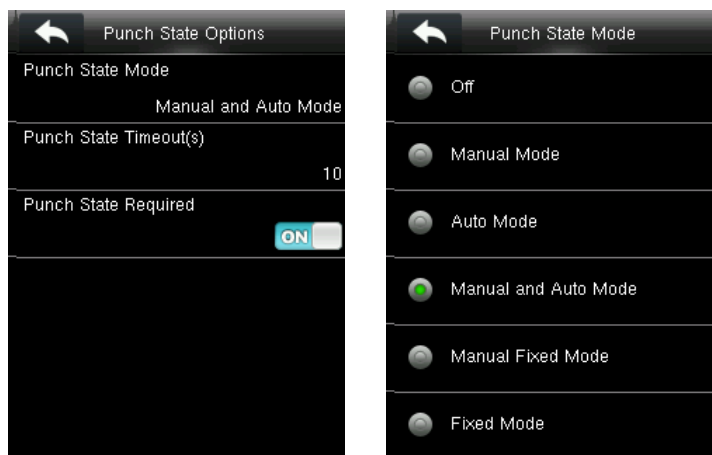 Punch State Options
Punch State Mode
Manual and Auto Mode
Punch State Timeout(s)
10
Punch State Required
ON
Punch State Mode
Off
Manual Mode
Auto Mode
Manual and Auto Mode
Manual Fixed Mode
Fixed Mode